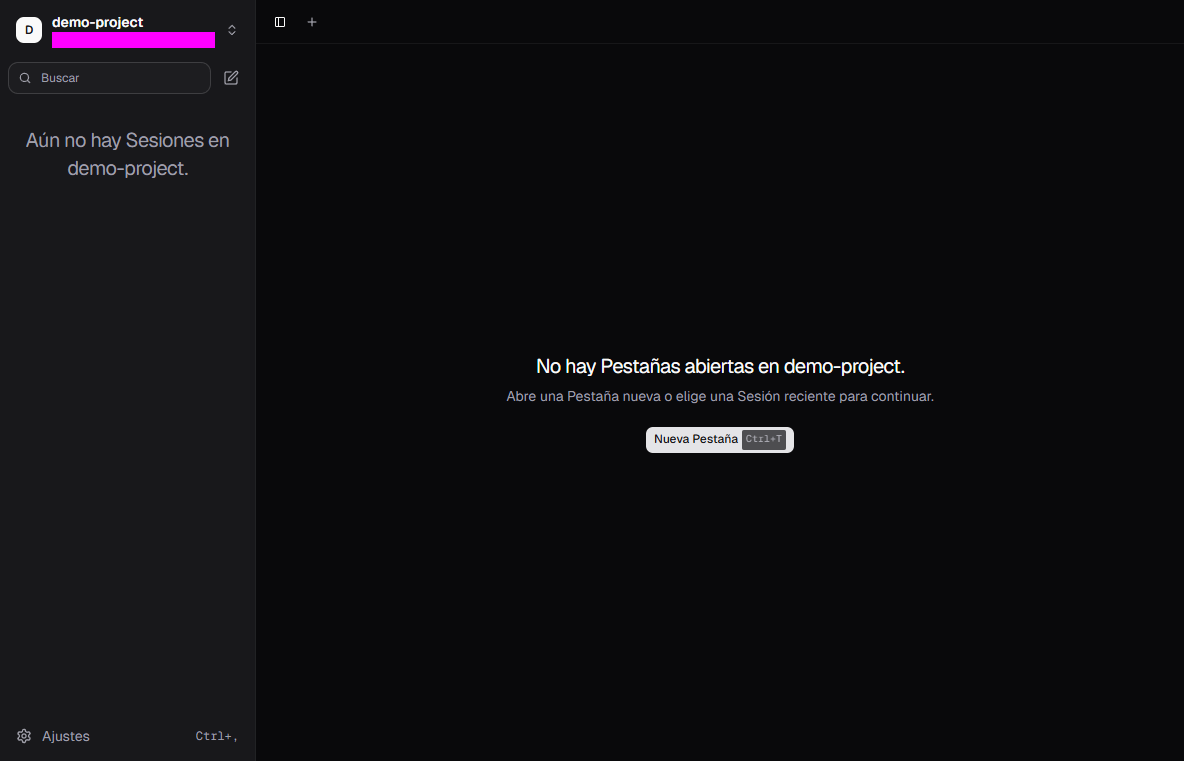 D
demo-project
Buscar
Aún no hay Sesiones en
demo-project.
No hay Pestañas abiertas en demo-project.
Abre una Pestaña nueva o elige una Sesión reciente para continuar.
Nueva Pestaña Ctrl+T
Ajustes Ctrl+,